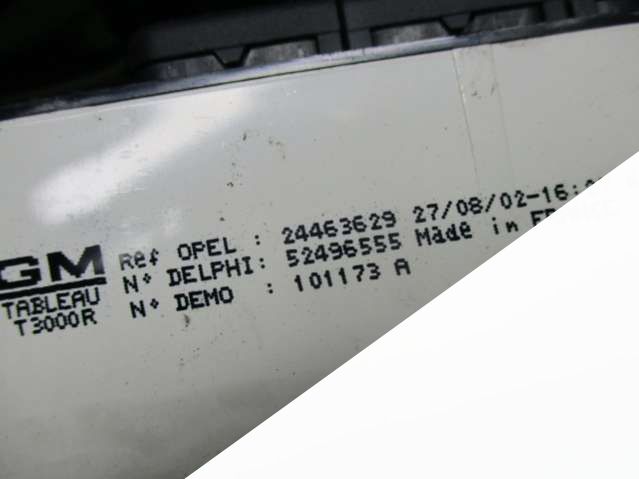 GM
TABLEAU
T3000R
Ref OPEL : 24463629 27/08/02-16:
N° DELPHI: 52496555 Made in
N° DEMO : 101173 A